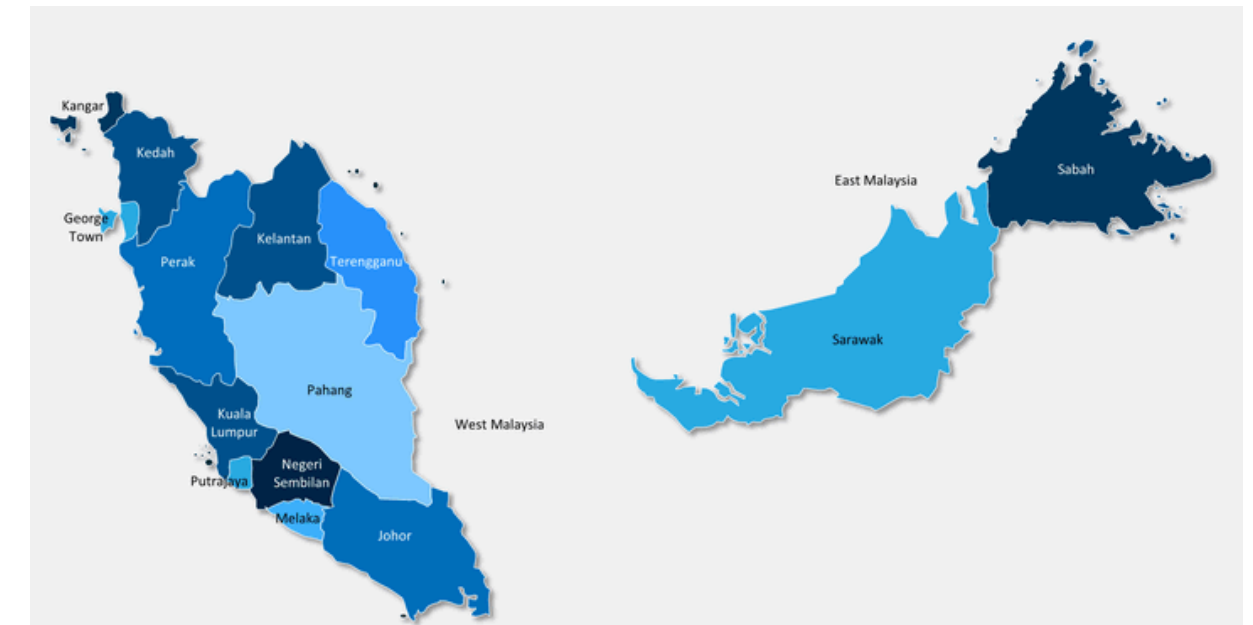 Kangar
Kedah
East Malaysia
Sabah
George
Town
Kelantan
Perak
Terengganu
Sarawak
Pahang
Kuala
Lumpur
West Malaysia
Negeri
Sembilan
Putrajaya
Melaka
Johor